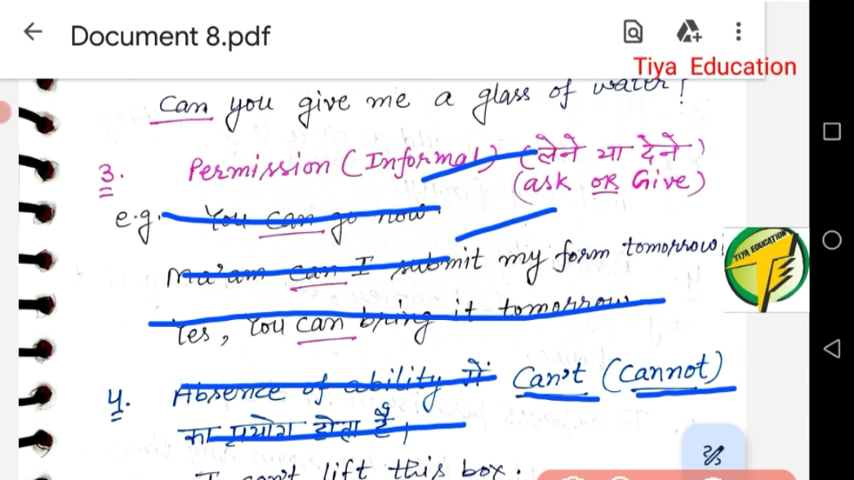 Document 8.pdf
Tiya Education
Can you give me a glass of water!
3. Permission (Informal) (लेने या देने)
(ask OR Give)
e.g. You can go now.
Ma'am can I submit my form tomorrow
TIYA EDUCATION
Yes, You can bring it tomorrow
4. Absence of ability में Can't (Cannot)
का प्रयोग होता है।
I can't lift this box.